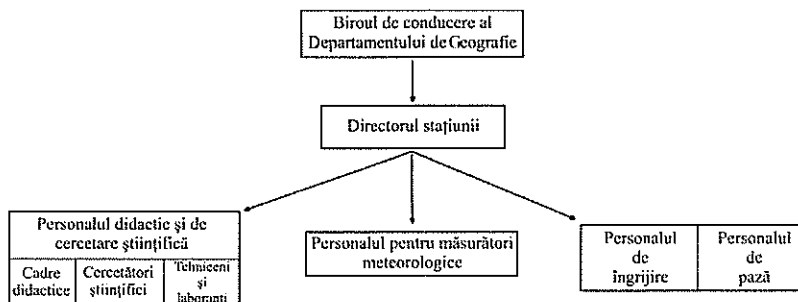 Biroul de conducere al
Departamentului de Geografie
Directorul stațiunii
Personalul didactic și de
cercetare științifică
Cadre
didactice
Cercetători
științifici
Tehniceni
și
laboranți
Personalul pentru măsurători
meteorologice
Personalul
de
îngrijire
Personalul
de
pază